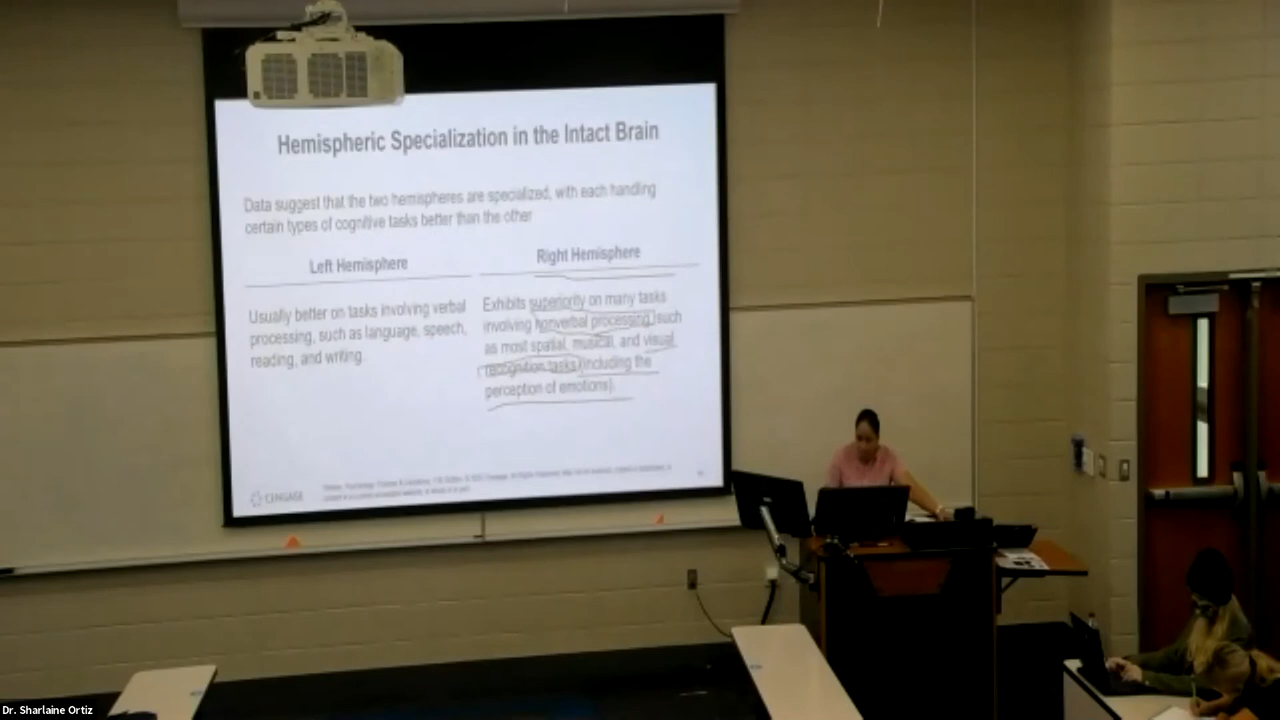 Hemispheric Specialization in the Intact Brain
Data suggest that the two hemispheres are specialized, with each handling
certain types of cognitive tasks better than the other
Left Hemisphere
Usually better on tasks involving verbal
processing, such as language, speech,
reading, and writing
Right Hemisphere
Exhibits superiority on many tasks
involving nonverbal processing, such
as most spatial, musical, and visual
recognition tasks (including the
perception of emotions)
CENGAGE
Dr. Sharlaine Ortiz